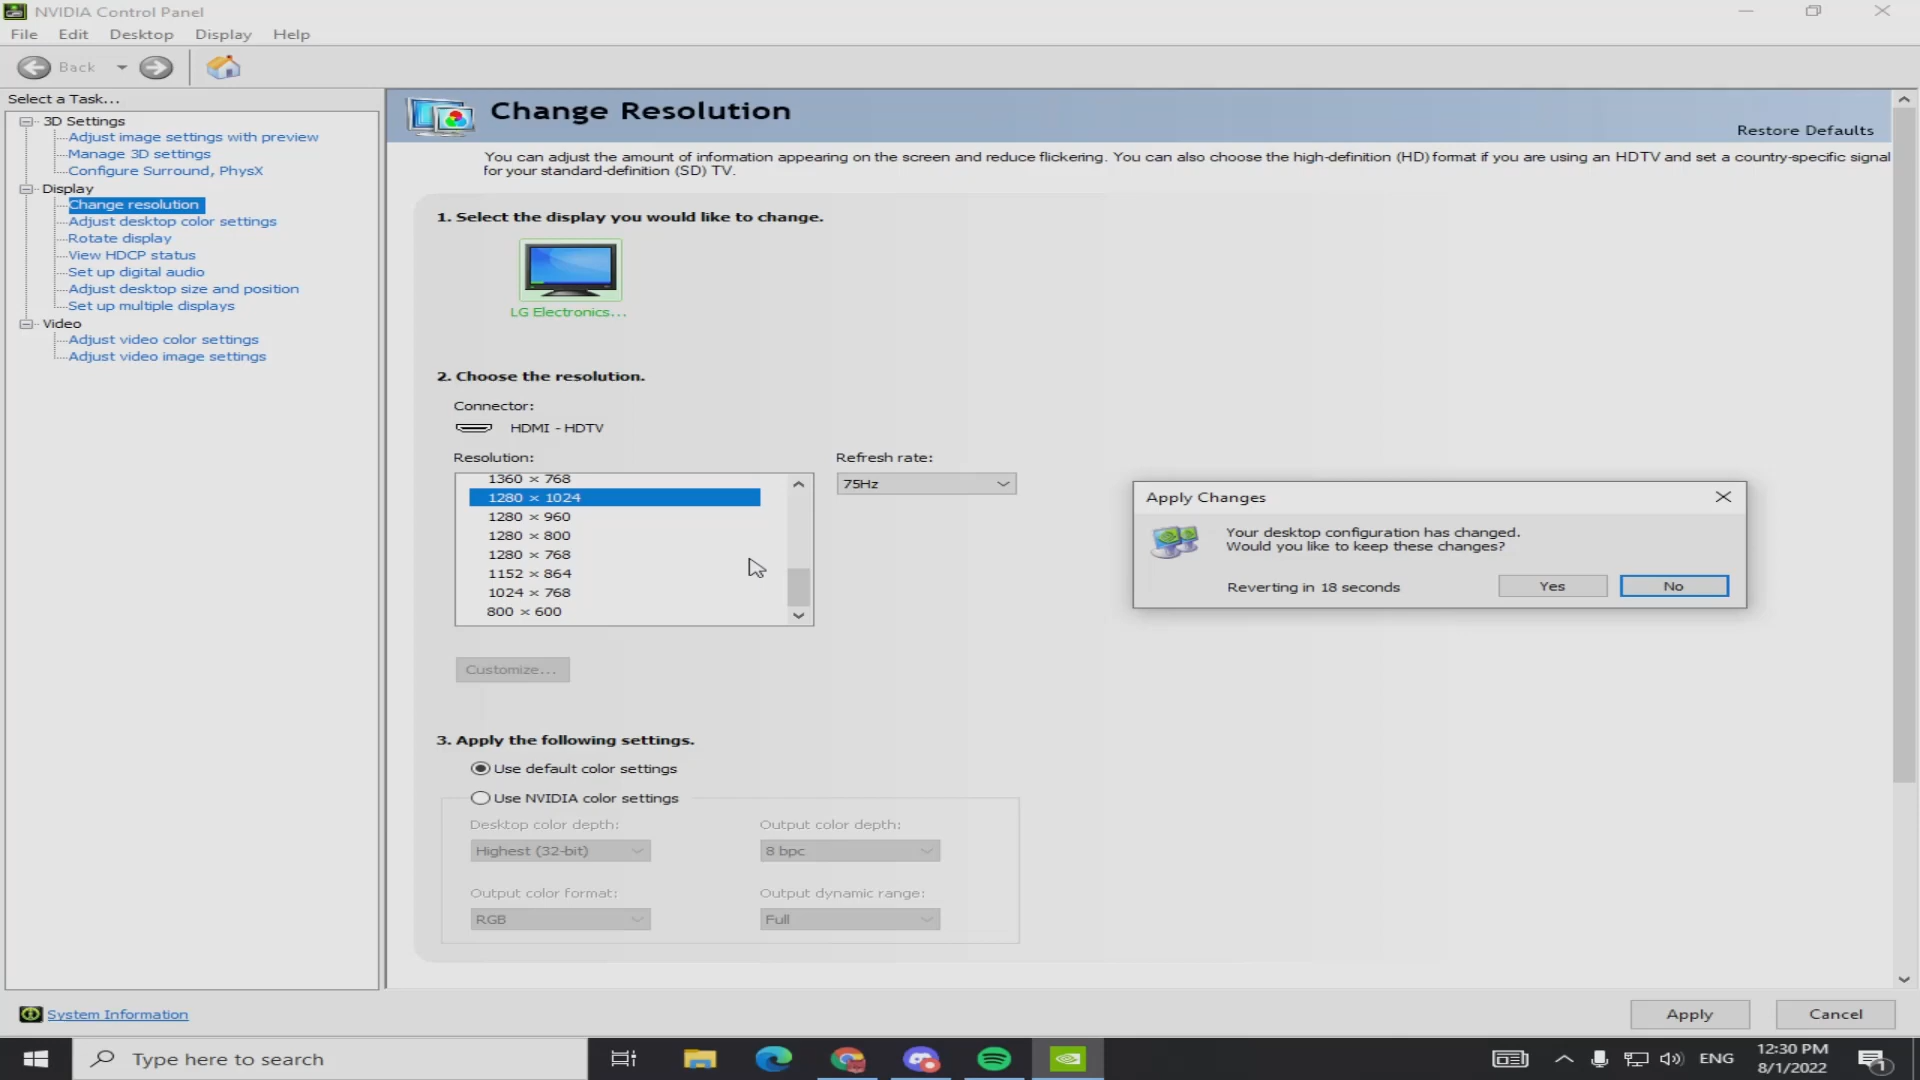 NVIDIA Control Panel
File Edit Desktop Display Help
Back
Select a Task...
3D Settings
Adjust image settings with preview
Manage 3D settings
Configure Surround, PhysX
Display
Change resolution
Adjust desktop color settings
Rotate display
View HDCP status
Set up digital audio
Adjust desktop size and position
Set up multiple displays
Video
Adjust video color settings
Adjust video image settings
System Information
Change Resolution
Restore Defaults
You can adjust the amount of information appearing on the screen and reduce flickering. You can also choose the high-definition (HD) format if you are using an HDTV and set a country-specific signal
for your standard-definition (SD) TV.
1. Select the display you would like to change.
LG Electronics...
2. Choose the resolution.
Connector:
HDMI - HDTV
Resolution:
1360 × 768
1280 × 1024
1280 × 960
1280 × 800
1280 × 768
1152 × 864
1024 × 768
800 × 600
Refresh rate:
75Hz
Customize...
3. Apply the following settings.
Use default color settings
Use NVIDIA color settings
Desktop color depth:
Highest (32-bit)
Output color depth:
8 bpc
Output color format:
RGB
Output dynamic range:
Full
Apply Changes
Your desktop configuration has changed.
Would you like to keep these changes?
Reverting in 18 seconds
Yes
No
Apply
Cancel
Type here to search
ENG
12:30 PM
8/1/2022
1